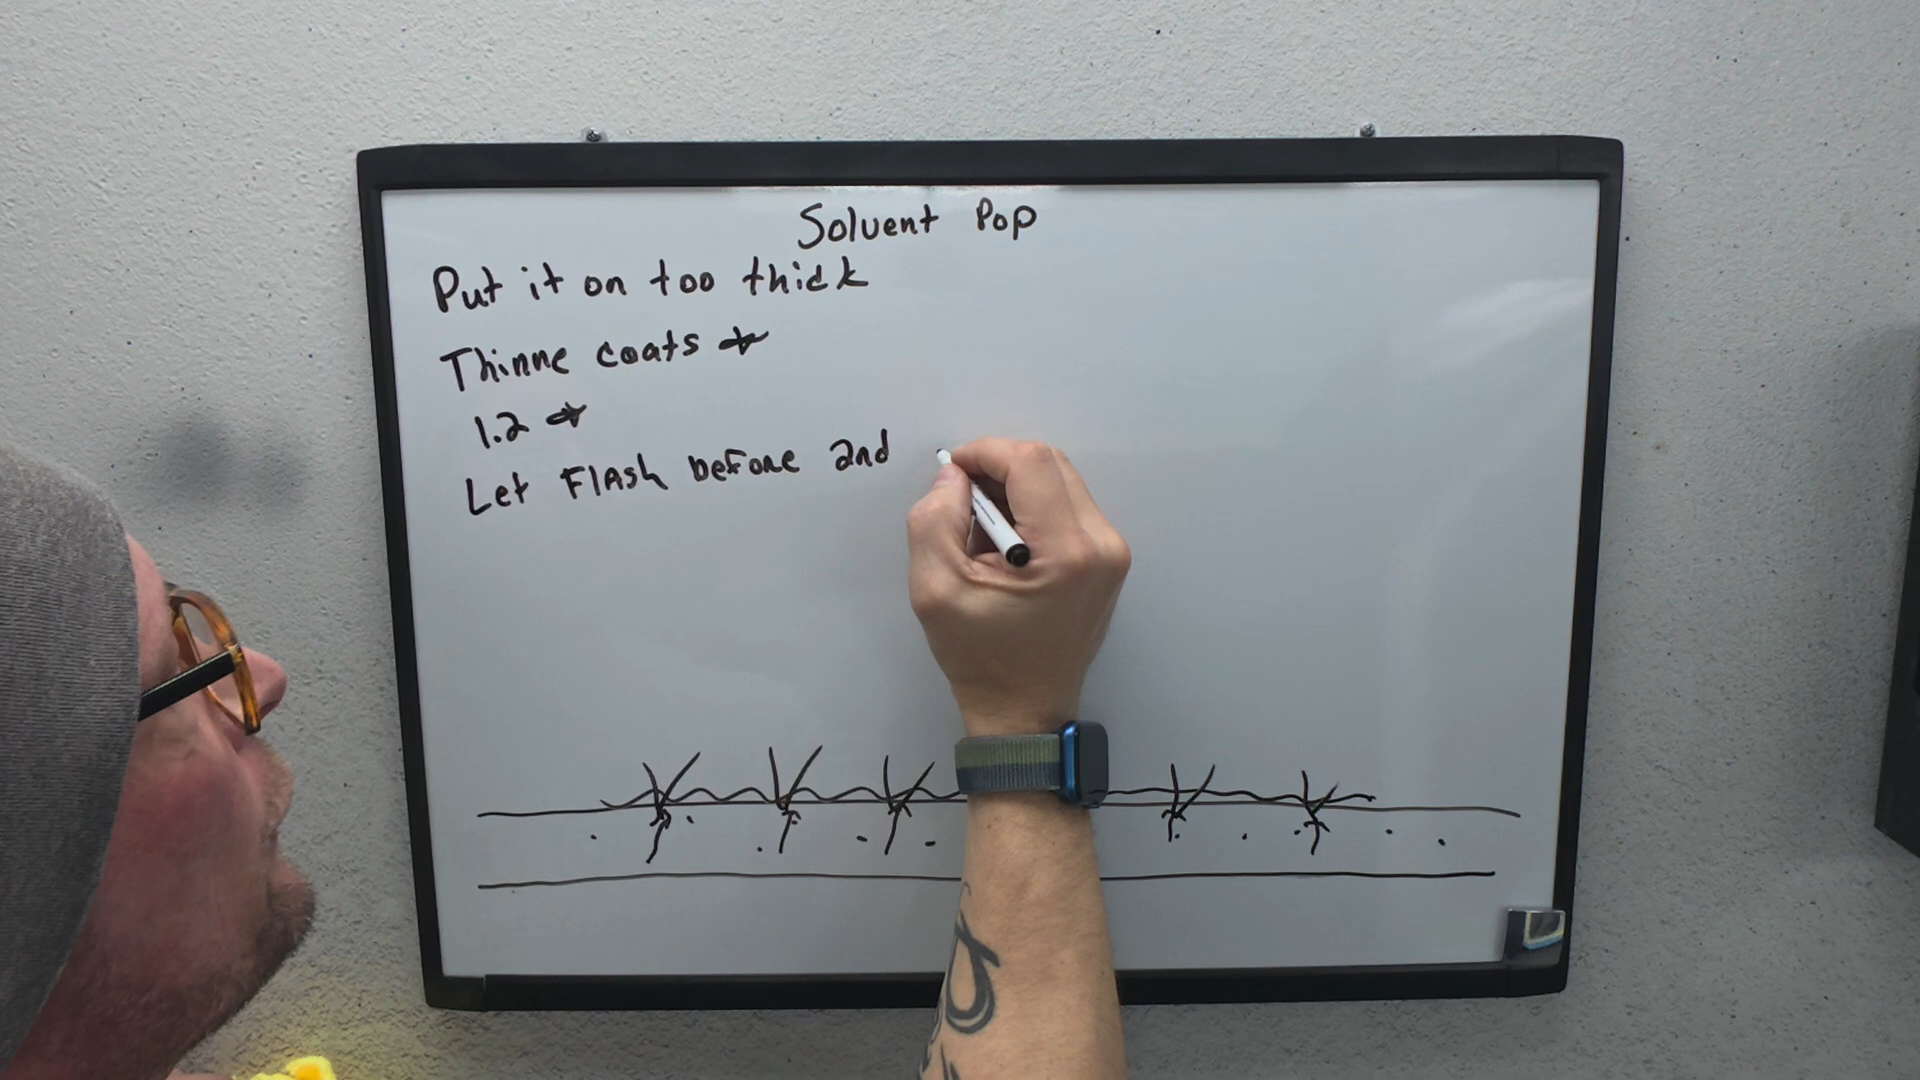 Solvent Pop
Put it on too thick
Thinne coats
1.2
Let Flash before 2nd